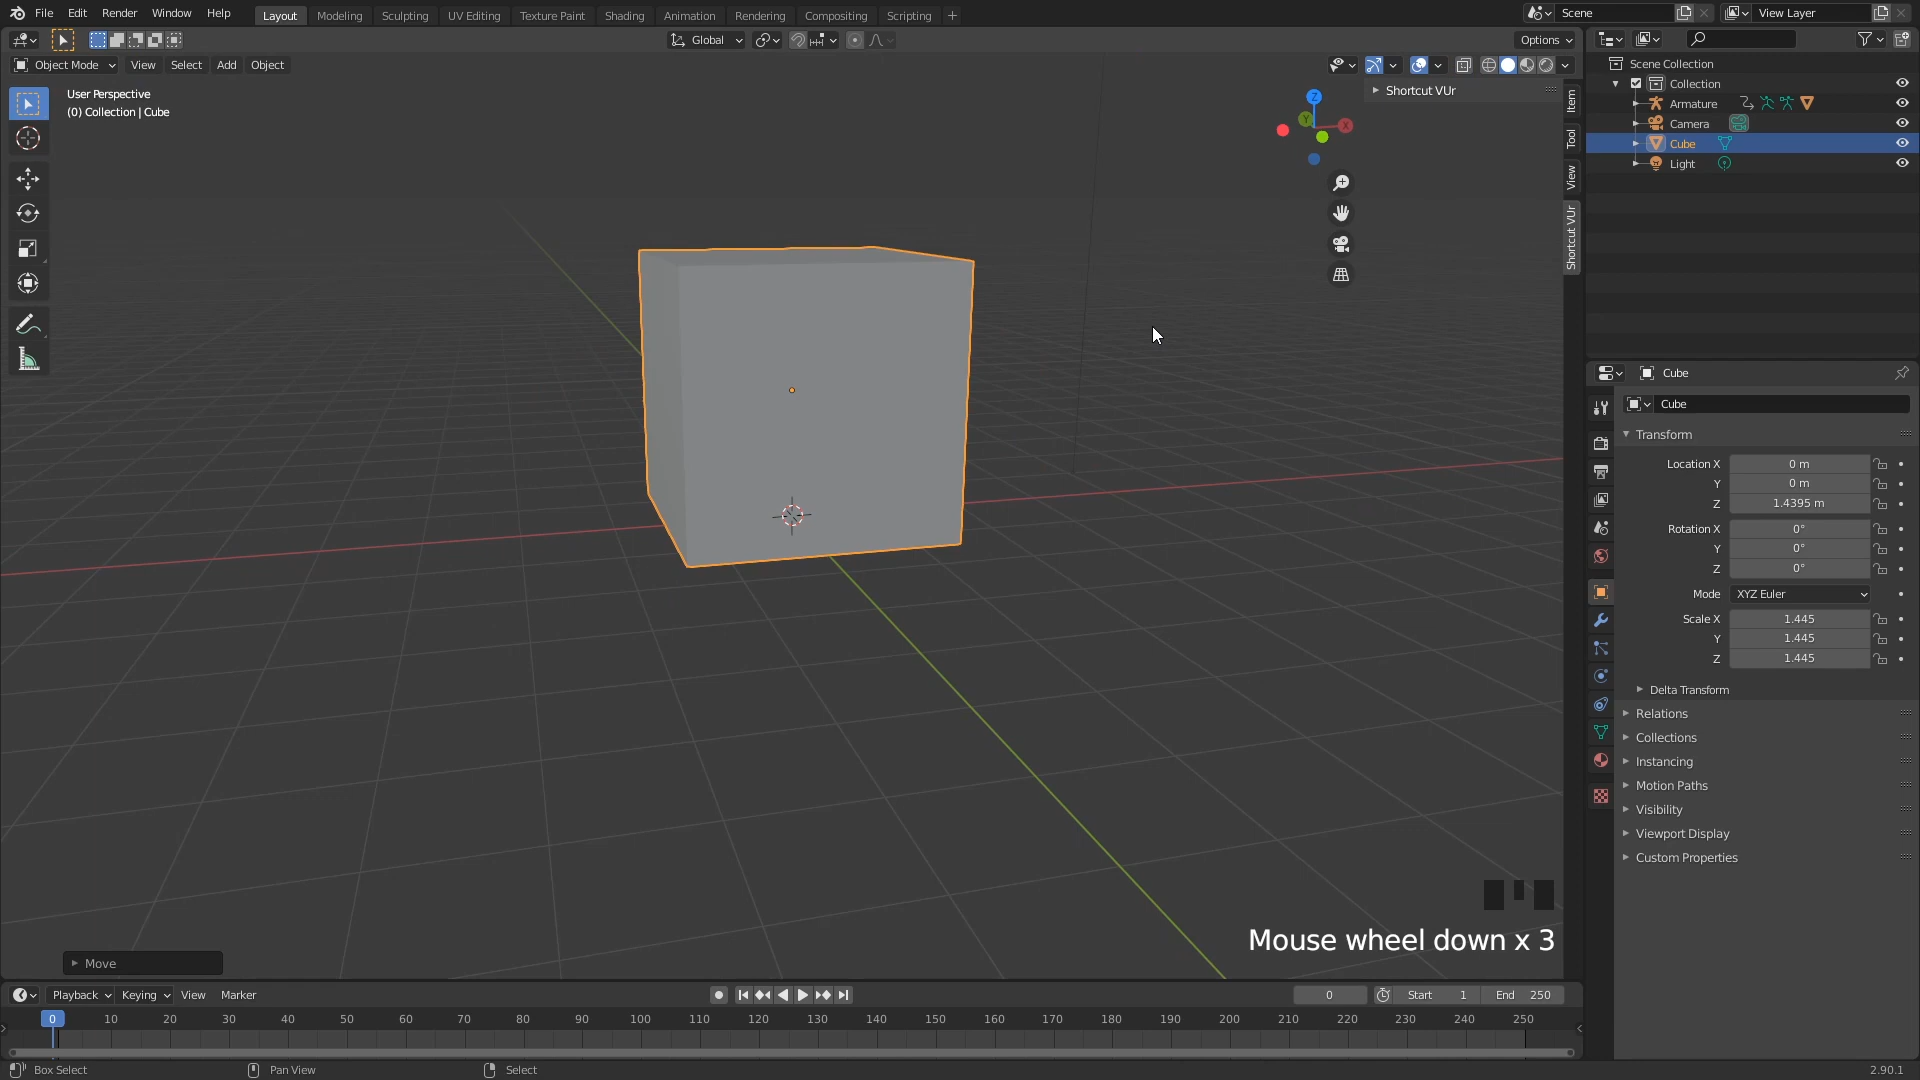 File Edit Render Window Help Layout Modeling Sculpting UV Editing Texture Paint Shading Animation Rendering Compositing Scripting + Scene View Layer
Global Options
Object Mode View Select Add Object
User Perspective
(0) Collection | Cube
Z
Y
X
Shortcut VUr
Item
Tool
View
Shortcut VUr
Scene Collection
Collection
Armature
Camera
Cube
Light
Cube
Cube
Transform
Location X 0 m
Y 0 m
Z 1.4395 m
Rotation X 0°
Y 0°
Z 0°
Mode XYZ Euler
Scale X 1.445
Y 1.445
Z 1.445
Delta Transform
Relations
Collections
Instancing
Motion Paths
Visibility
Viewport Display
Custom Properties
Mouse wheel down x 3
Move
Playback Keying View Marker 0 Start 1 End 250
0 10 20 30 40 50 60 70 80 90 100 110 120 130 140 150 160 170 180 190 200 210 220 230 240 250
Box Select Pan View Select 2.90.1